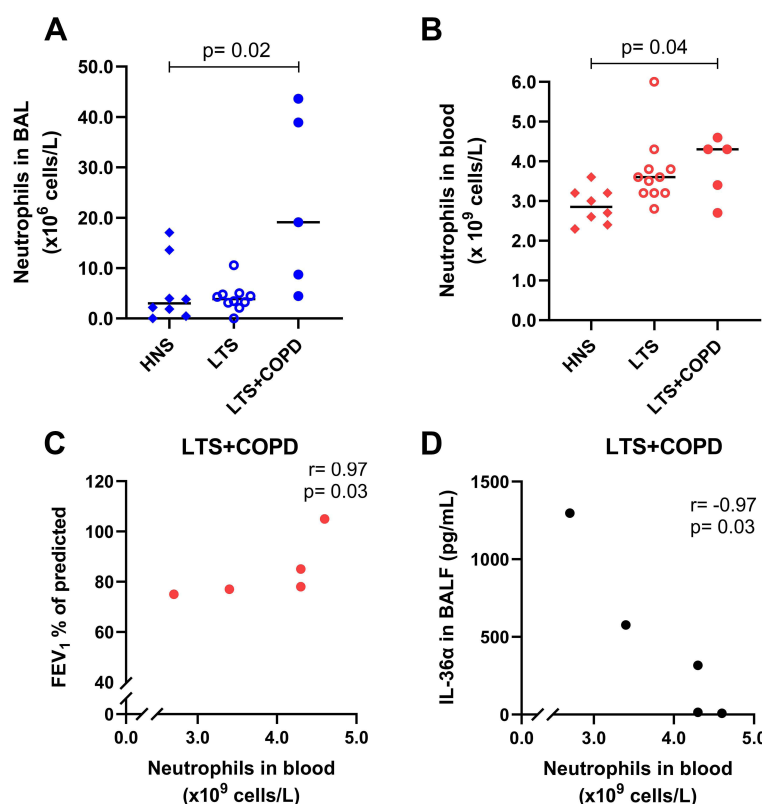 A
p= 0.02
Neutrophils in BAL
(x10⁶ cells/L)
50.0
40.0
30.0
20.0
10.0
0.0
HNS
LTS
LTS+COPD
B
p= 0.04
Neutrophils in blood
(x 10⁹ cells/L)
6.0
5.0
4.0
3.0
2.0
1.0
0.0
HNS
LTS
LTS+COPD
C
LTS+COPD
r= 0.97
p= 0.03
FEV₁ % of predicted
120
100
80
60
40
0
0.0
3.0
4.0
5.0
Neutrophils in blood
(x10⁹ cells/L)
D
LTS+COPD
r= -0.97
p= 0.03
IL-36α in BALF (pg/mL)
1500
1000
500
0
0.0
3.0
4.0
5.0
Neutrophils in blood
(x10⁹ cells/L)